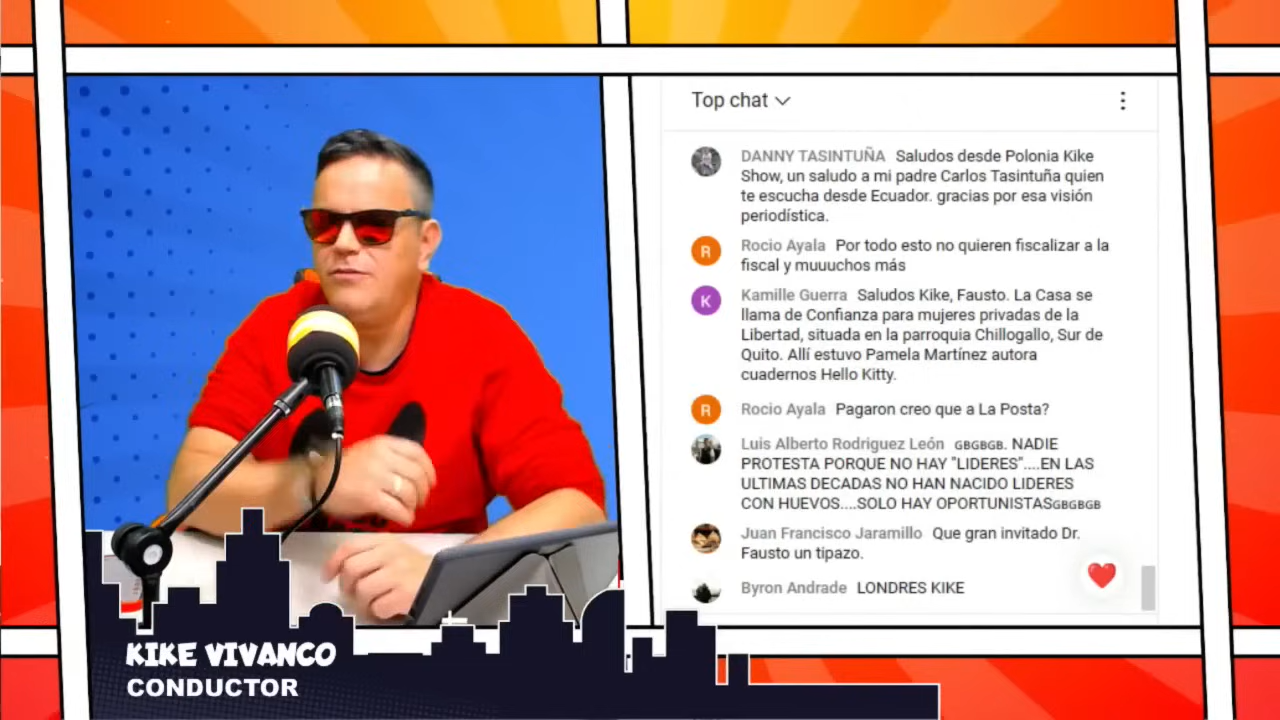 Top chat
DANNY TASINTUÑA Saludos desde Polonia Kike
Show, un saludo a mi padre Carlos Tasintuña quien
te escucha desde Ecuador. gracias por esa visión
periodística.
R Rocio Ayala Por todo esto no quieren fiscalizar a la
fiscal y muuuchos más
K Kamille Guerra Saludos Kike, Fausto. La Casa se
llama de Confianza para mujeres privadas de la
Libertad, situada en la parroquia Chillogallo, Sur de
Quito. Allí estuvo Pamela Martínez autora
cuadernos Hello Kitty.
R Rocio Ayala Pagaron creo que a La Posta?
Luis Alberto Rodriguez León GBGBGB. NADIE
PROTESTA PORQUE NO HAY "LIDERES"....EN LAS
ULTIMAS DECADAS NO HAN NACIDO LIDERES
CON HUEVOS....SOLO HAY OPORTUNISTASGBGBGB
Juan Francisco Jaramillo Que gran invitado Dr.
Fausto un tipazo.
Byron Andrade LONDRES KIKE
KIKE VIVANCO
CONDUCTOR